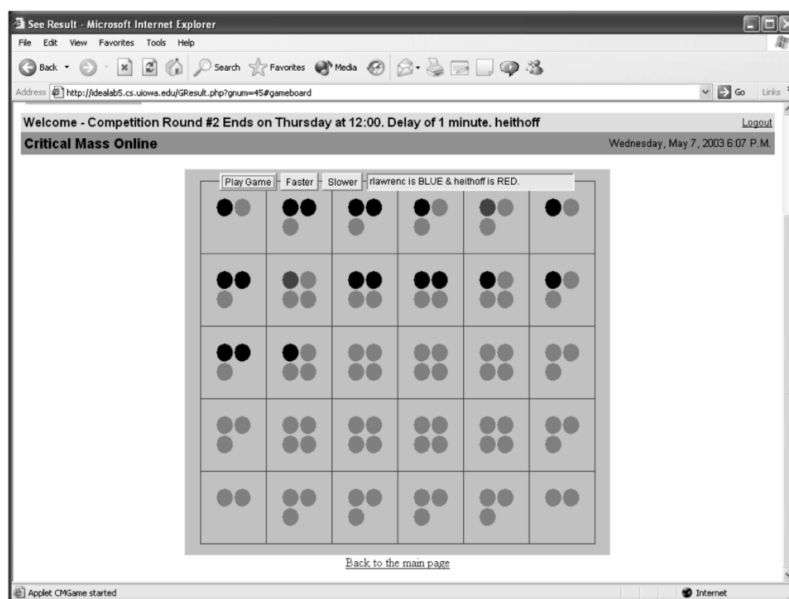 See Result - Microsoft Internet Explorer
File Edit View Favorites Tools Help
Back Search Favorites Media
Address http://idealab5.cs.uiowa.edu/GResult.php?gnum=45#gameboard Go Links
Welcome - Competition Round #2 Ends on Thursday at 12:00. Delay of 1 minute. heithoff Logout
Critical Mass Online Wednesday, May 7, 2003 6:07 P.M.
Play Game Faster Slower rlawrenc is BLUE & heithoff is RED.
Back to the main page
Applet CMGame started Internet